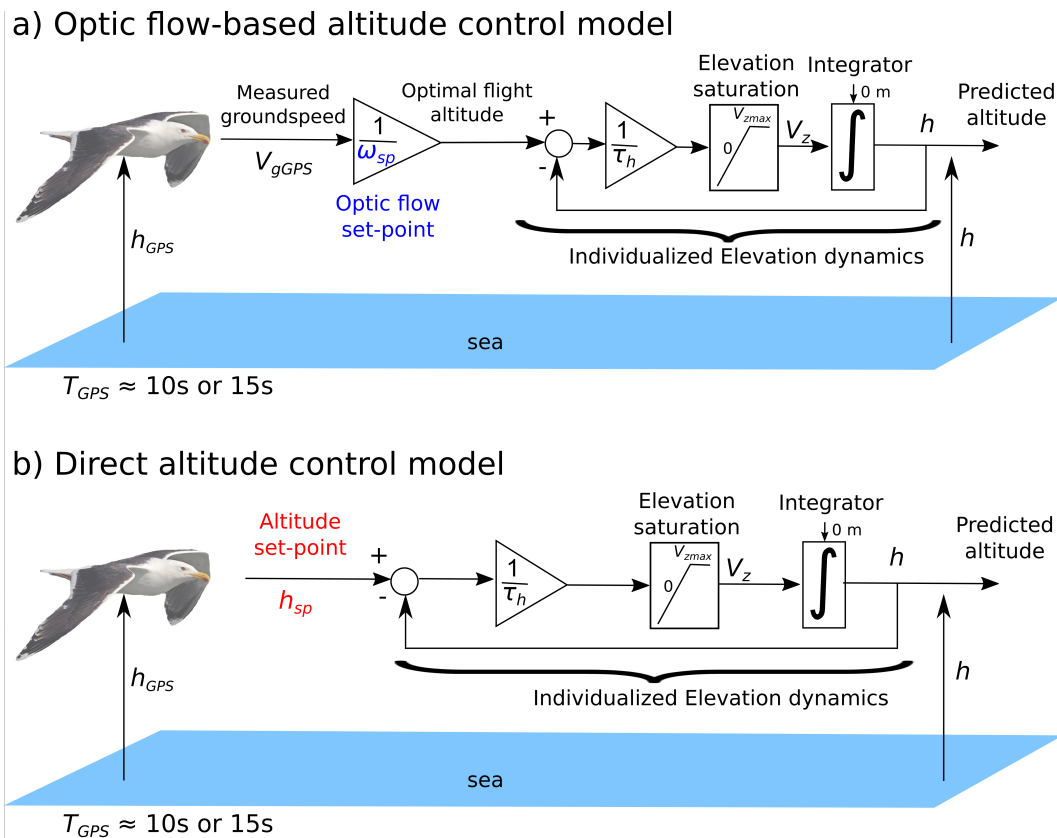 a) Optic flow-based altitude control model
Measured
groundspeed
V_gGPS
1
ω_sp
Optic flow
set-point
Optimal flight
altitude
+
-
1
τ_h
Elevation
saturation
V_zmax
0
V_z
Integrator
0 m
∫
h
Predicted
altitude
Individualized Elevation dynamics
h_GPS
h
sea
T_GPS ≈ 10s or 15s
b) Direct altitude control model
Altitude
set-point
h_sp
+
-
1
τ_h
Elevation
saturation
V_zmax
0
V_z
Integrator
0 m
∫
h
Predicted
altitude
Individualized Elevation dynamics
h_GPS
h
sea
T_GPS ≈ 10s or 15s